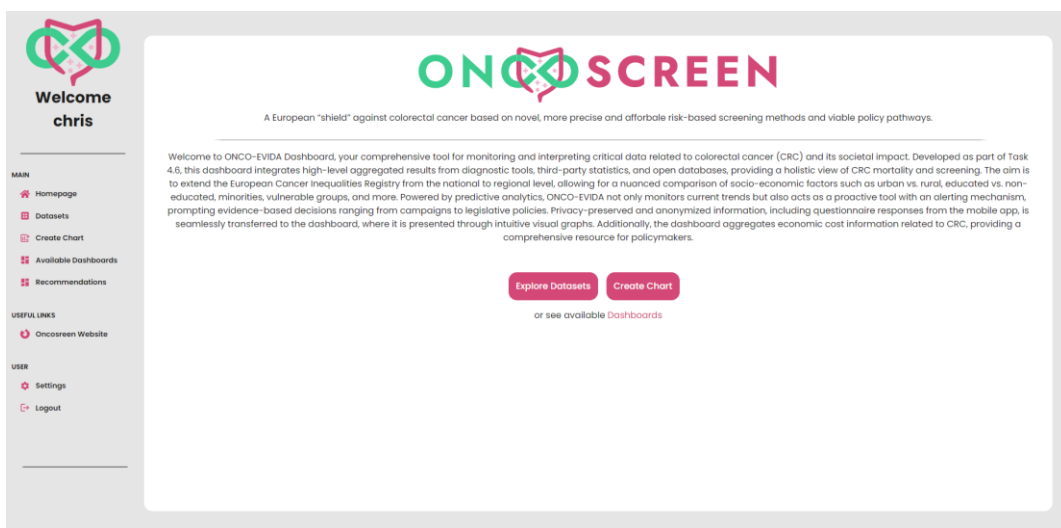 Welcome
chris
MAIN
Homepage
Datasets
Create Chart
Available Dashboards
Recommendations
USEFUL LINKS
Oncosreen Website
USER
Settings
Logout
ONCOSCREEN
A European "shield" against colorectal cancer based on novel, more precise and afforbale risk-based screening methods and viable policy pathways.
Welcome to ONCO-EVIDA Dashboard, your comprehensive tool for monitoring and interpreting critical data related to colorectal cancer (CRC) and its societal impact. Developed as part of Task
4.6, this dashboard integrates high-level aggregated results from diagnostic tools, third-party statistics, and open databases, providing a holistic view of CRC mortality and screening. The aim is
to extend the European Cancer Inequalities Registry from the national to regional level, allowing for a nuanced comparison of socio-economic factors such as urban vs. rural, educated vs. non-
educated, minorities, vulnerable groups, and more. Powered by predictive analytics, ONCO-EVIDA not only monitors current trends but also acts as a proactive tool with an alerting mechanism,
prompting evidence-based decisions ranging from campaigns to legislative policies. Privacy-preserved and anonymized information, including questionnaire responses from the mobile app, is
seamlessly transferred to the dashboard, where it is presented through intuitive visual graphs. Additionally, the dashboard aggregates economic cost information related to CRC, providing a
comprehensive resource for policymakers.
Explore Datasets
Create Chart
or see available Dashboards